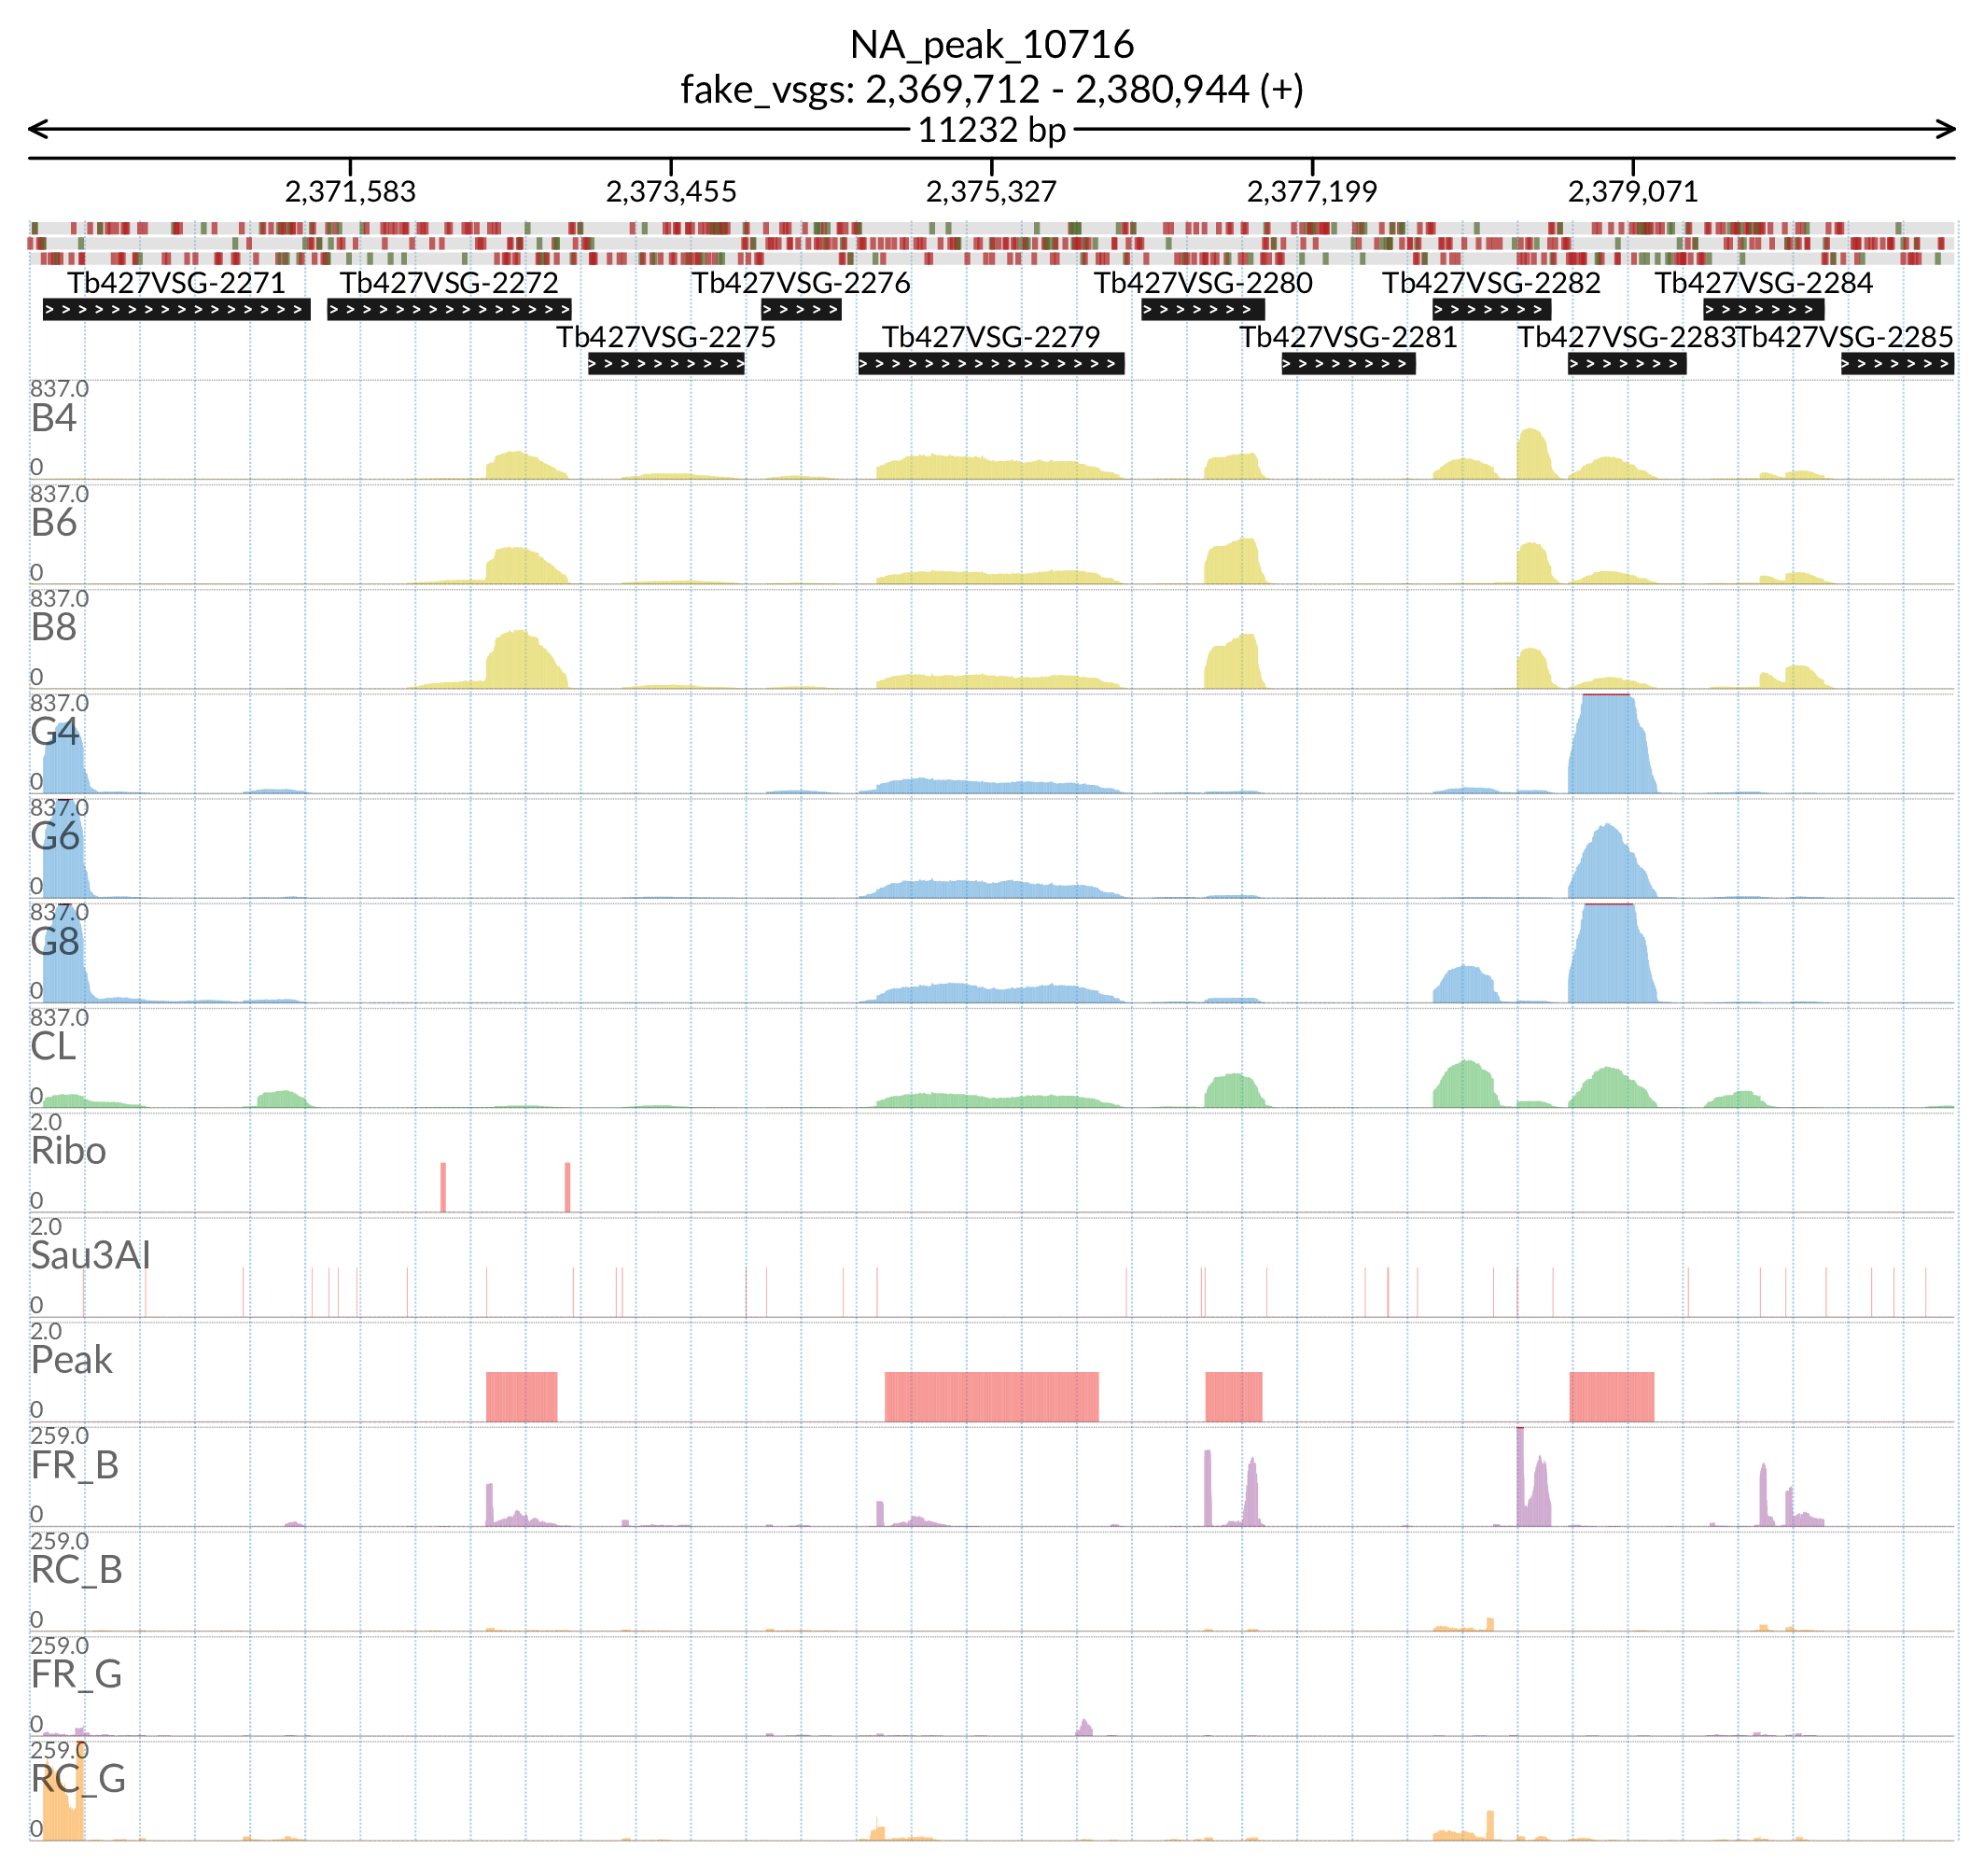 NA_peak_10716
fake_vsgs: 2,369,712 - 2,380,944 (+)
11232 bp
2,371,583 2,373,455 2,375,327 2,377,199 2,379,071
Tb427VSG-2271 Tb427VSG-2272 Tb427VSG-2276 Tb427VSG-2280 Tb427VSG-2282 Tb427VSG-2284
Tb427VSG-2275 Tb427VSG-2279 Tb427VSG-2281 Tb427VSG-2283 Tb427VSG-2285
837.0
B4
0
837.0
B6
0
837.0
B8
0
837.0
G4
0
837.0
G6
0
837.0
G8
0
837.0
CL
0
2.0
Ribo
0
2.0
Sau3AI
0
2.0
Peak
0
259.0
FR_B
0
259.0
RC_B
0
259.0
FR_G
0
259.0
RC_G
0